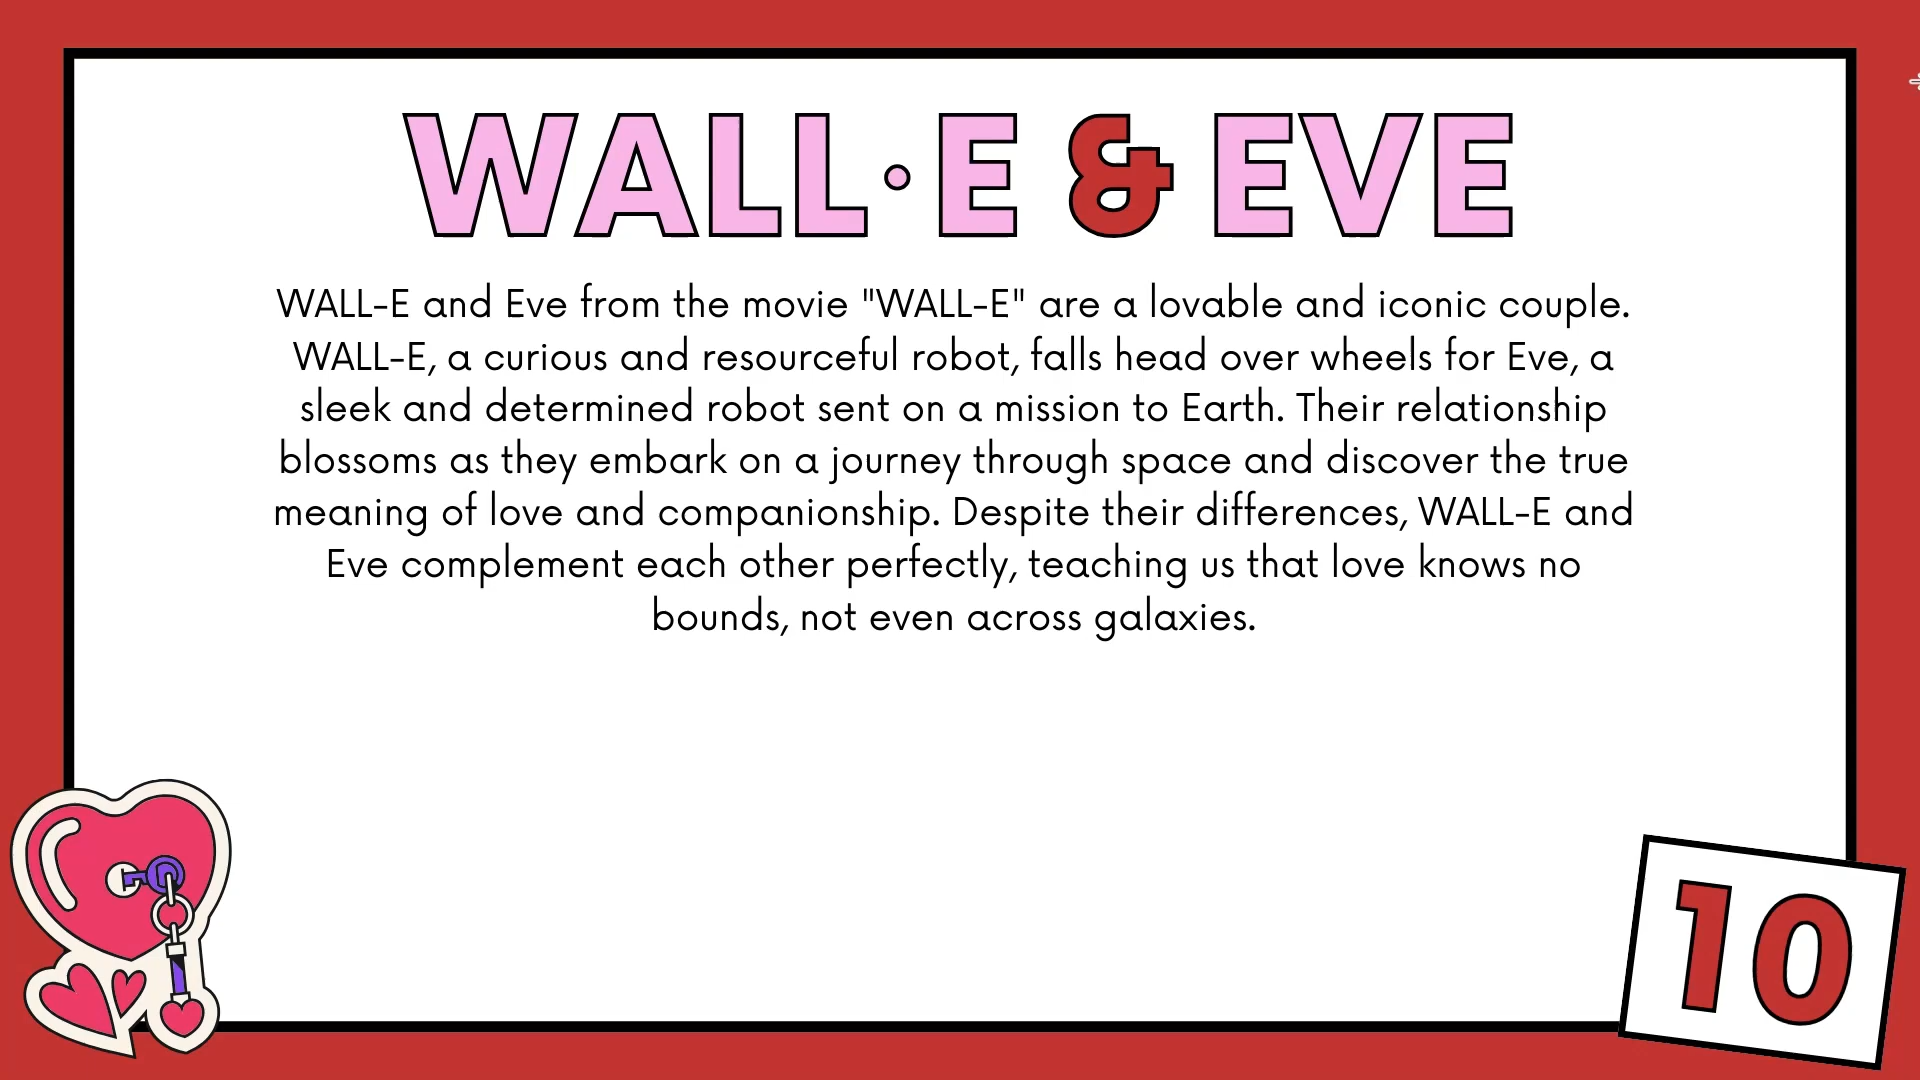 WALL·E & EVE
WALL-E and Eve from the movie "WALL-E" are a lovable and iconic couple.
WALL-E, a curious and resourceful robot, falls head over wheels for Eve, a
sleek and determined robot sent on a mission to Earth. Their relationship
blossoms as they embark on a journey through space and discover the true
meaning of love and companionship. Despite their differences, WALL-E and
Eve complement each other perfectly, teaching us that love knows no
bounds, not even across galaxies.
10